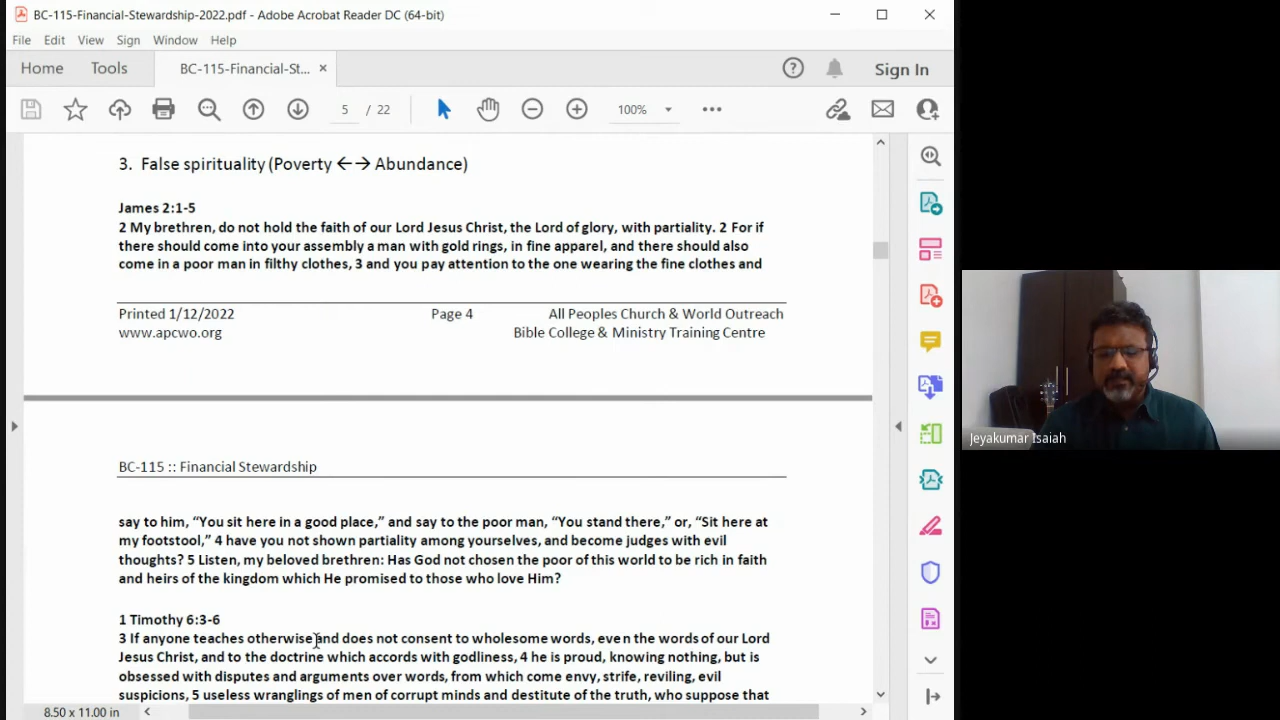 BC-115-Financial-Stewardship-2022.pdf - Adobe Acrobat Reader DC (64-bit)
File Edit View Sign Window Help
Home Tools BC-115-Financial-St... × Sign In
5 / 22 100%
3. False spirituality (Poverty ←→ Abundance)
James 2:1-5
2 My brethren, do not hold the faith of our Lord Jesus Christ, the Lord of glory, with partiality. 2 For if
there should come into your assembly a man with gold rings, in fine apparel, and there should also
come in a poor man in filthy clothes, 3 and you pay attention to the one wearing the fine clothes and
Printed 1/12/2022 Page 4 All Peoples Church & World Outreach
www.apcwo.org Bible College & Ministry Training Centre
BC-115 :: Financial Stewardship
say to him, “You sit here in a good place,” and say to the poor man, “You stand there,” or, “Sit here at
my footstool,” 4 have you not shown partiality among yourselves, and become judges with evil
thoughts? 5 Listen, my beloved brethren: Has God not chosen the poor of this world to be rich in faith
and heirs of the kingdom which He promised to those who love Him?
1 Timothy 6:3-6
3 If anyone teaches otherwise and does not consent to wholesome words, even the words of our Lord
Jesus Christ, and to the doctrine which accords with godliness, 4 he is proud, knowing nothing, but is
obsessed with disputes and arguments over words, from which come envy, strife, reviling, evil
suspicions, 5 useless wranglings of men of corrupt minds and destitute of the truth, who suppose that
8.50 x 11.00 in
Jeyakumar Isaiah